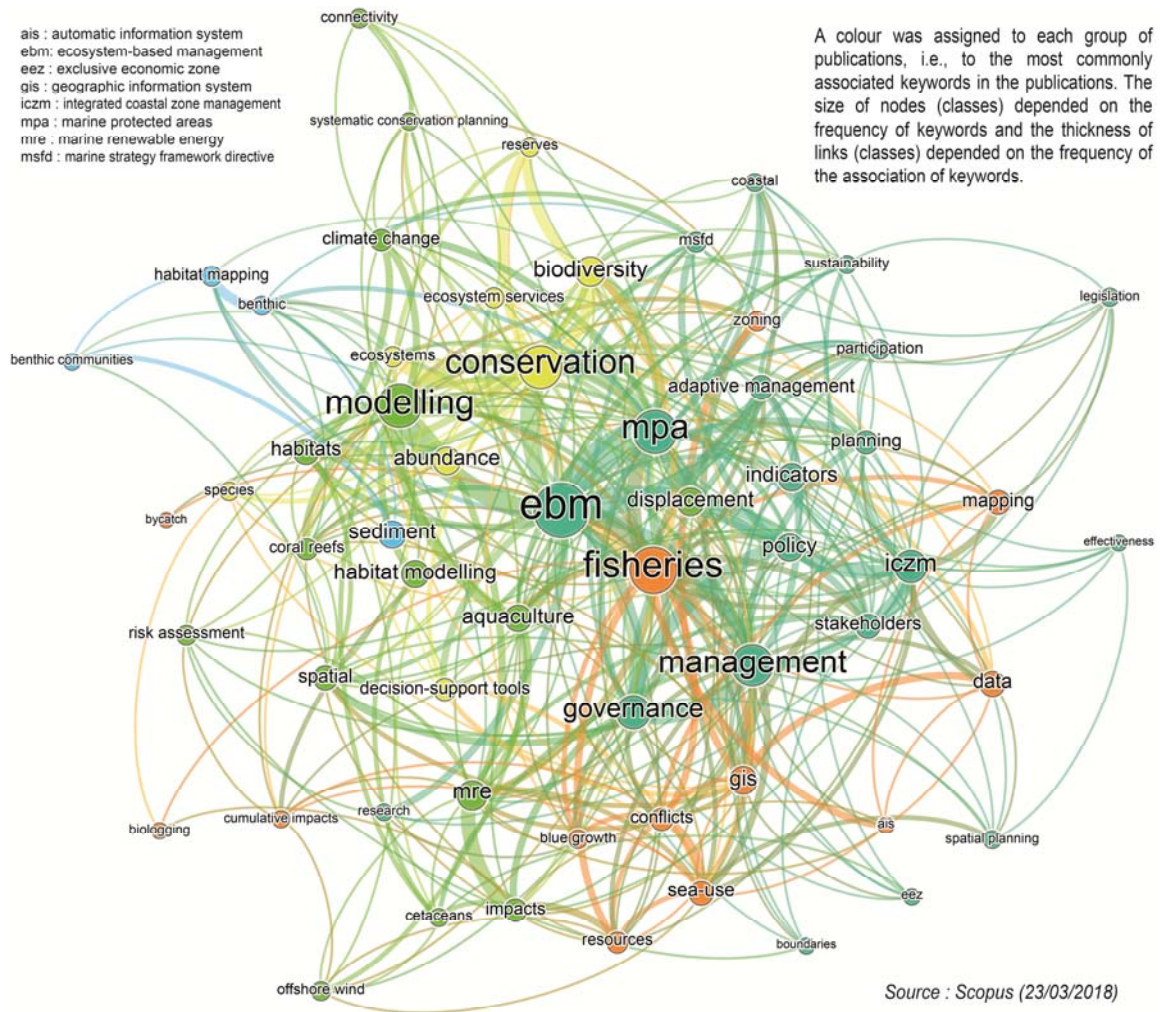 ais : automatic information system
ebm: ecosystem-based management
eez : exclusive economic zone
gis : geographic information system
iczm : integrated coastal zone management
mpa : marine protected areas
mre : marine renewable energy
msfd : marine strategy framework directive
A colour was assigned to each group of
publications, i.e., to the most commonly
associated keywords in the publications. The
size of nodes (classes) depended on the
frequency of keywords and the thickness of
links (classes) depended on the frequency of
the association of keywords.
connectivity
systematic conservation planning
reserves
coastal
climate change
msfd
biodiversity
sustainability
habitat mapping
benthic
ecosystem services
legislation
zoning
benthic communities
ecosystems
conservation
participation
adaptive management
modelling
mpa
planning
habitats
abundance
indicators
species
displacement
mapping
bycatch
ebm
sediment
coral reefs
policy
effectiveness
habitat modelling
fisheries
iczm
aquaculture
stakeholders
risk assessment
spatial
management
data
decision-support tools
governance
gis
mre
research
cumulative impacts
conflicts
ais
biologging
blue growth
spatial planning
sea-use
eez
cetaceans
impacts
resources
boundaries
offshore wind
Source : Scopus (23/03/2018)